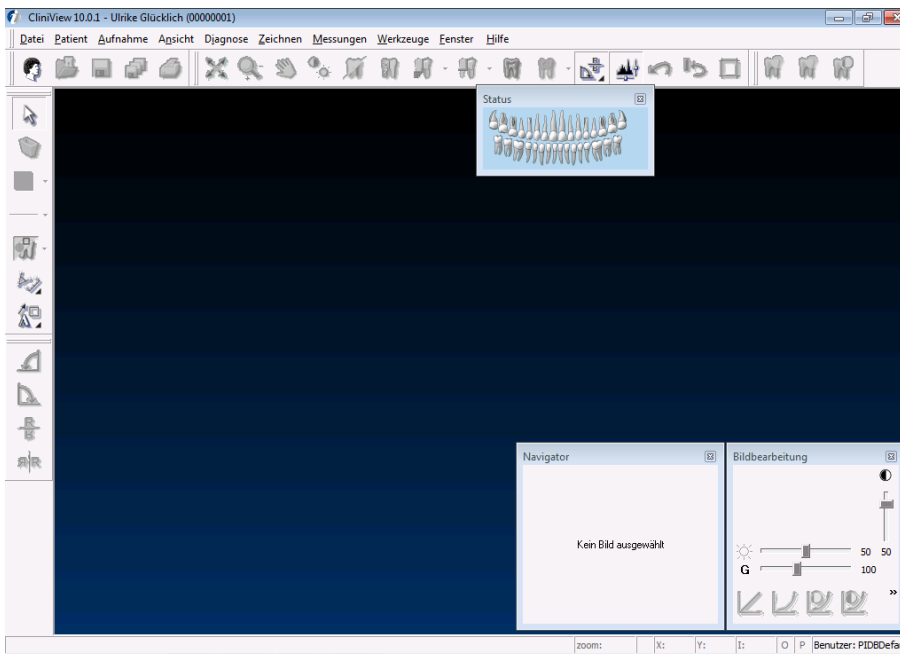 CliniView 10.0.1 - Ulrike Glücklich (00000001)
Datei Patient Aufnahme Ansicht Diagnose Zeichnen Messungen Werkzeuge Fenster Hilfe
Status
Navigator
Kein Bild ausgewählt
Bildbearbeitung
50 50
G 100
»
zoom: X: Y: I: O P Benutzer: PIDBDefa